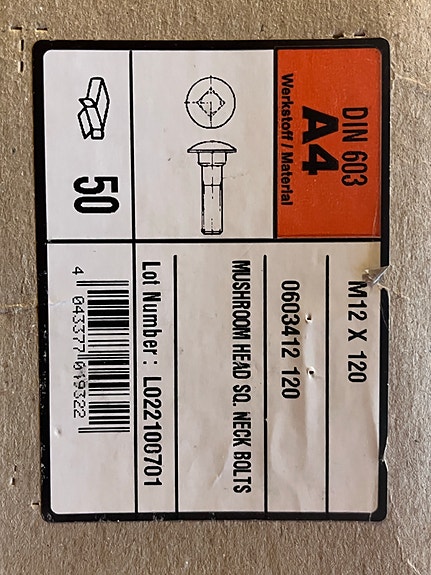 DIN 603
A4
Werkstoff / Material
M12 X 120
0603412 120
MUSHROOM HEAD SQ. NECK BOLTS
50
Lot Number : L022100701
4 043377 019322